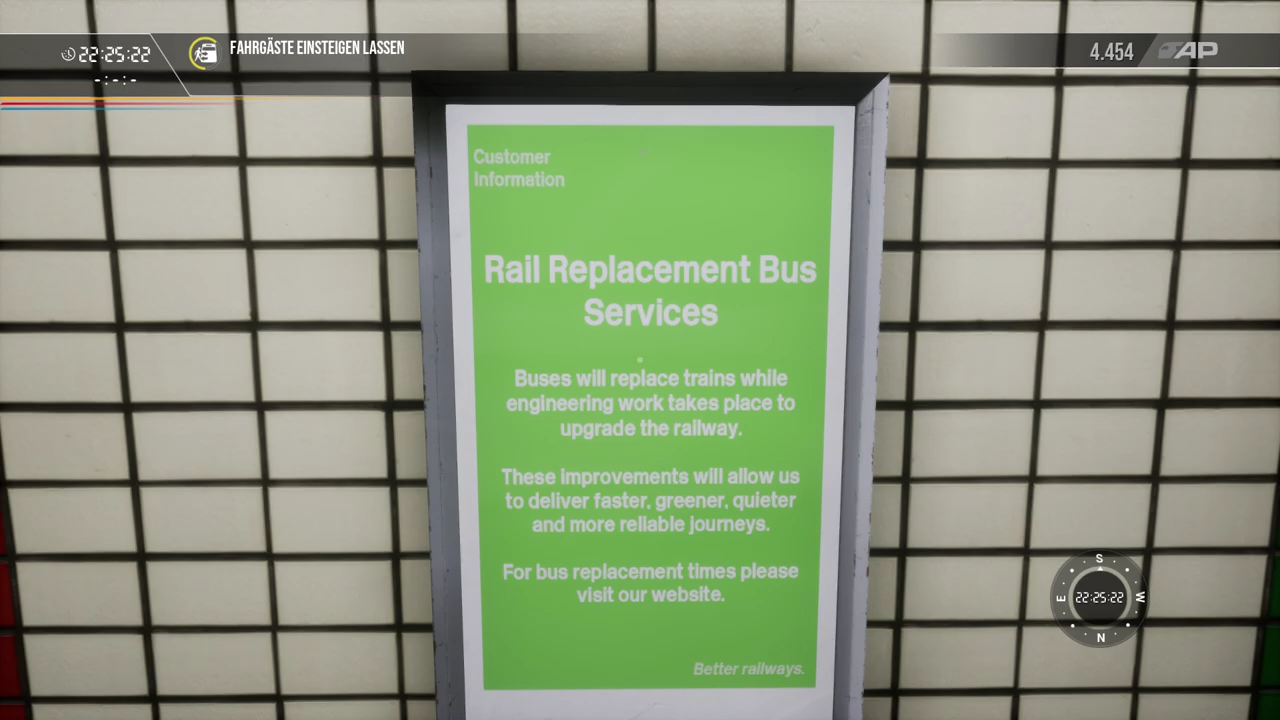 22:25:22
-:-:-
FAHRGÄSTE EINSTEIGEN LASSEN
4.454 AP
Customer
Information
Rail Replacement Bus
Services
Buses will replace trains while
engineering work takes place to
upgrade the railway.
These improvements will allow us
to deliver faster, greener, quieter
and more reliable journeys.
For bus replacement times please
visit our website.
Better railways.
S
E 22:25:22 W
N